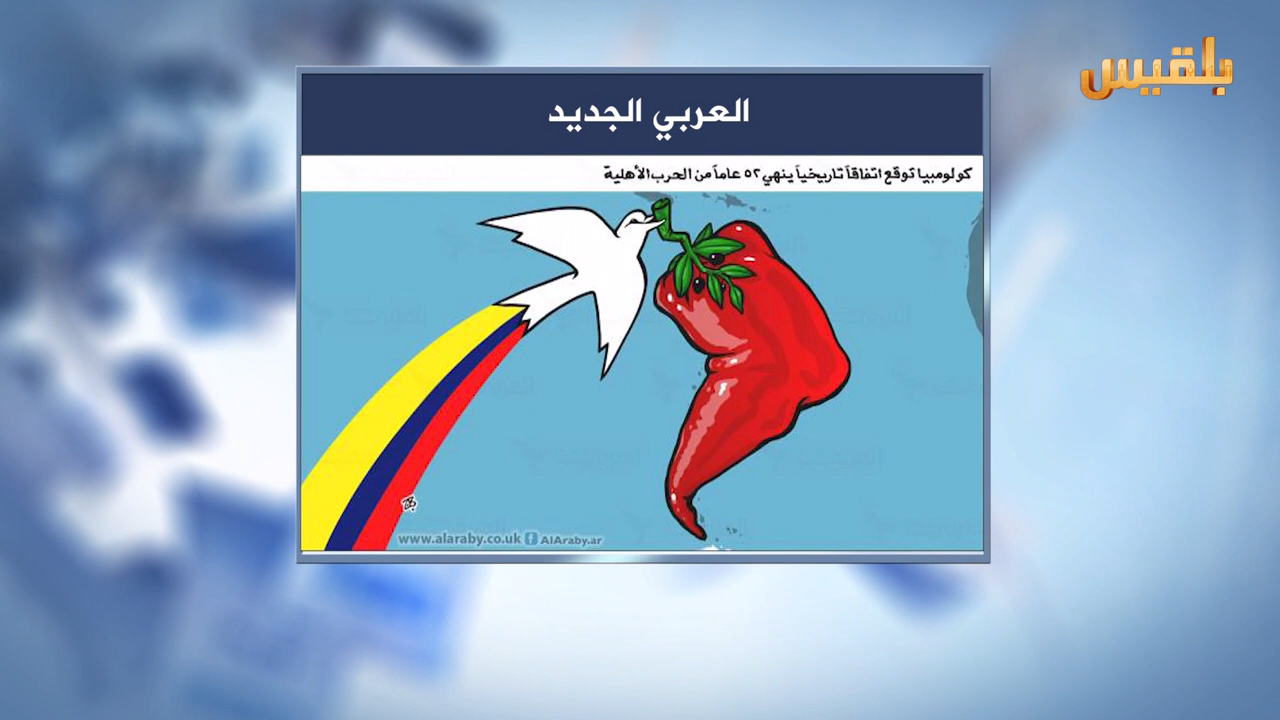 بلقيس
العربي الجديد
كولومبيا توقع اتفاقاً تاريخياً ينهي ٥٢ عاماً من الحرب الأهلية
www.alaraby.co.uk AlAraby.ar